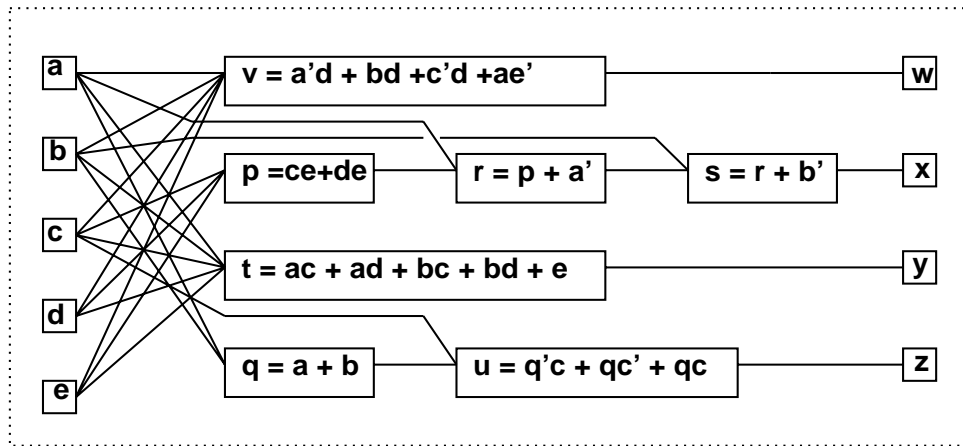 a
v = a’d + bd +c’d +ae’
w
b
p =ce+de
r = p + a’
s = r + b’
x
c
t = ac + ad + bc + bd + e
y
d
q = a + b
u = q’c + qc’ + qc
z
e